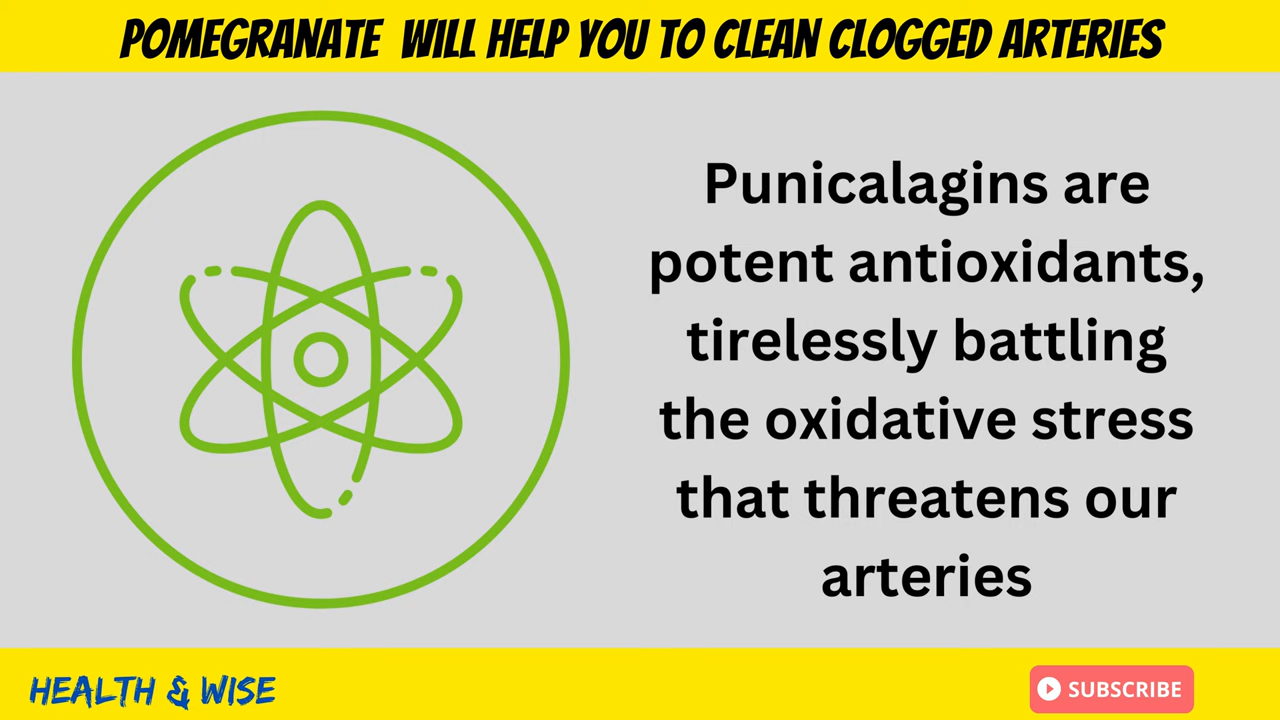 POMEGRANATE WILL HELP YOU TO CLEAN CLOGGED ARTERIES
Punicalagins are
potent antioxidants,
tirelessly battling
the oxidative stress
that threatens our
arteries
HEALTH & WISE
SUBSCRIBE